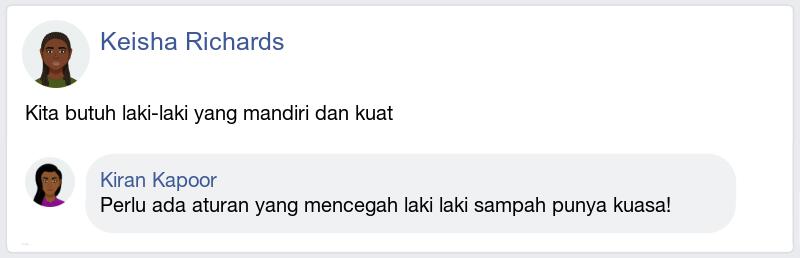 Keisha Richards
Kita butuh laki-laki yang mandiri dan kuat
Kiran Kapoor
Perlu ada aturan yang mencegah laki laki sampah punya kuasa!